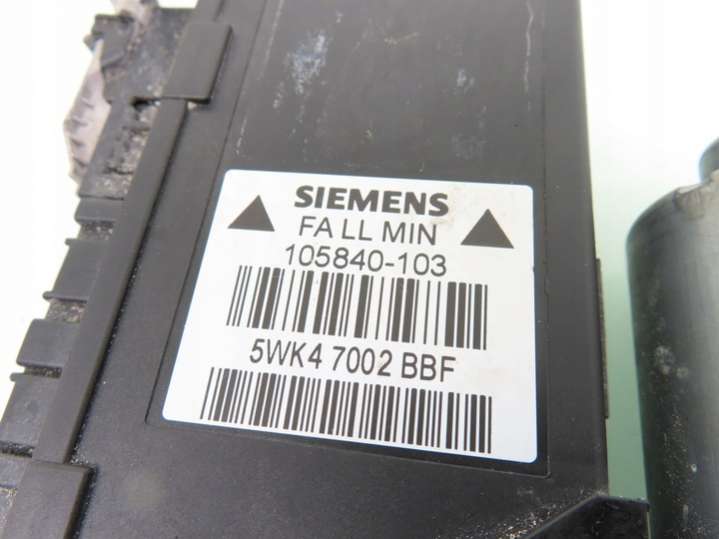 SIEMENS
FA LL MIN
105840-103
5WK4 7002 BBF